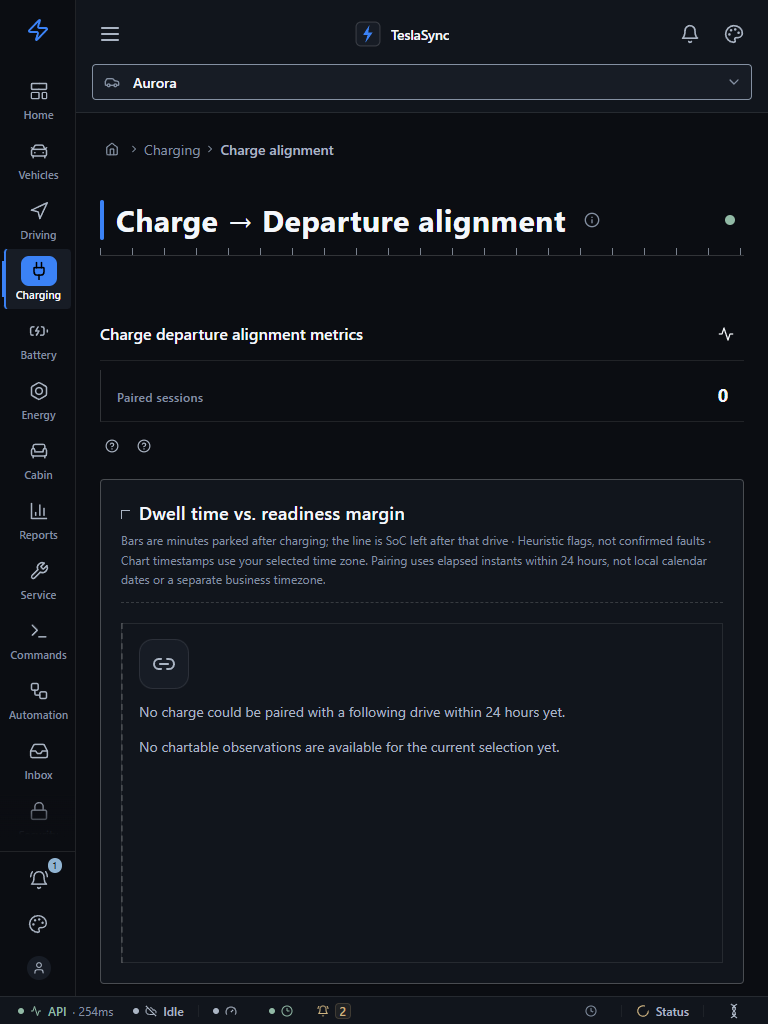 TeslaSync
Aurora
Home
Vehicles
Driving
Charging
Battery
Energy
Cabin
Reports
Service
Commands
Automation
Inbox
1
Charging
Charge alignment
Charge → Departure alignment
Charge departure alignment metrics
Paired sessions
0
Dwell time vs. readiness margin
Bars are minutes parked after charging; the line is SoC left after that drive · Heuristic flags, not confirmed faults ·
Chart timestamps use your selected time zone. Pairing uses elapsed instants within 24 hours, not local calendar
dates or a separate business timezone.
No charge could be paired with a following drive within 24 hours yet.
No chartable observations are available for the current selection yet.
API · 254ms
Idle
2
Status